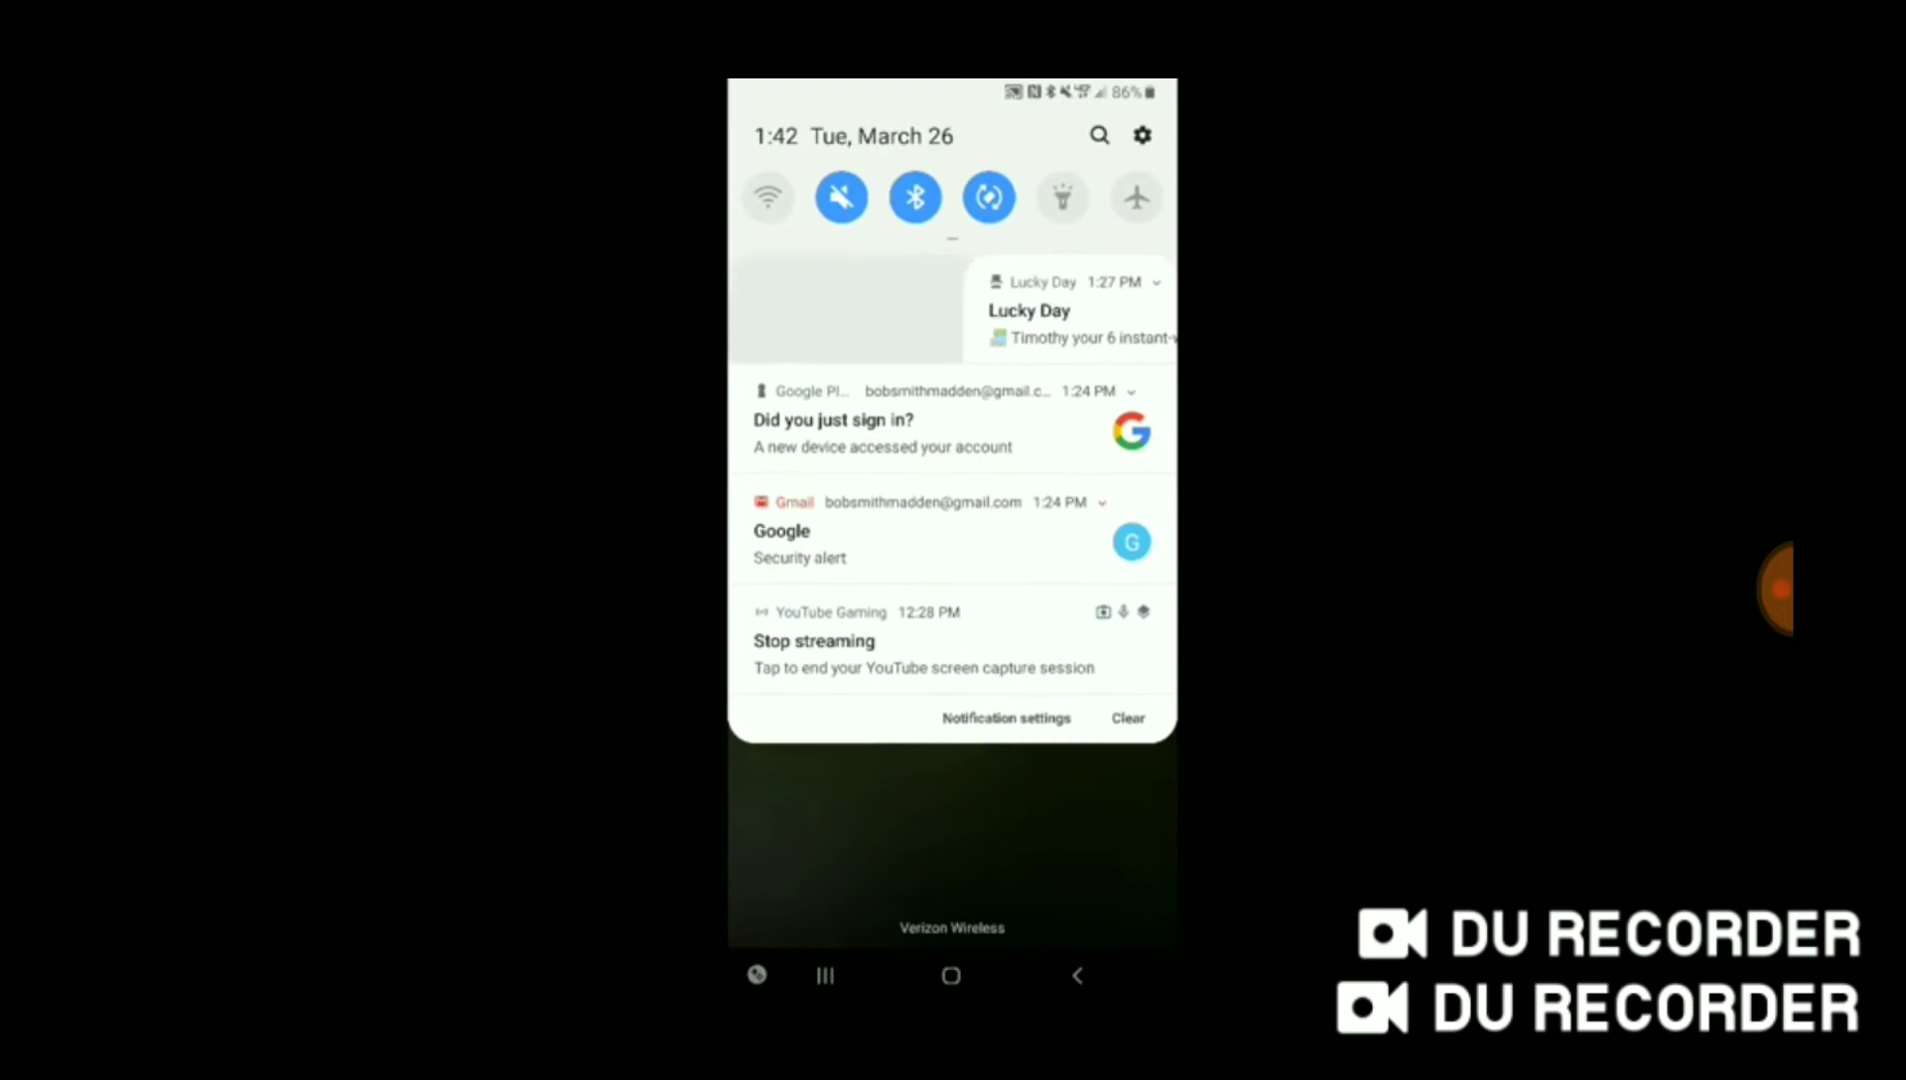 86%
1:42 Tue, March 26
Lucky Day 1:27 PM
Lucky Day
Timothy your 6 instant-
Google Pl... bobsmithmadden@gmail.c... 1:24 PM
Did you just sign in?
A new device accessed your account
Gmail bobsmithmadden@gmail.com 1:24 PM
Google
G
Security alert
YouTube Gaming 12:28 PM
Stop streaming
Tap to end your YouTube screen capture session
Notification settings Clear
Verizon Wireless
DU RECORDER
DU RECORDER